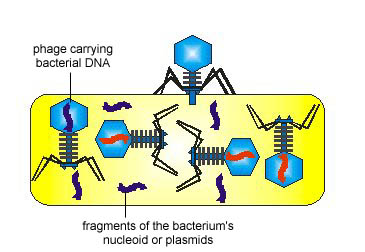 phage carrying
bacterial DNA
fragments of the bacterium's
nucleoid or plasmids